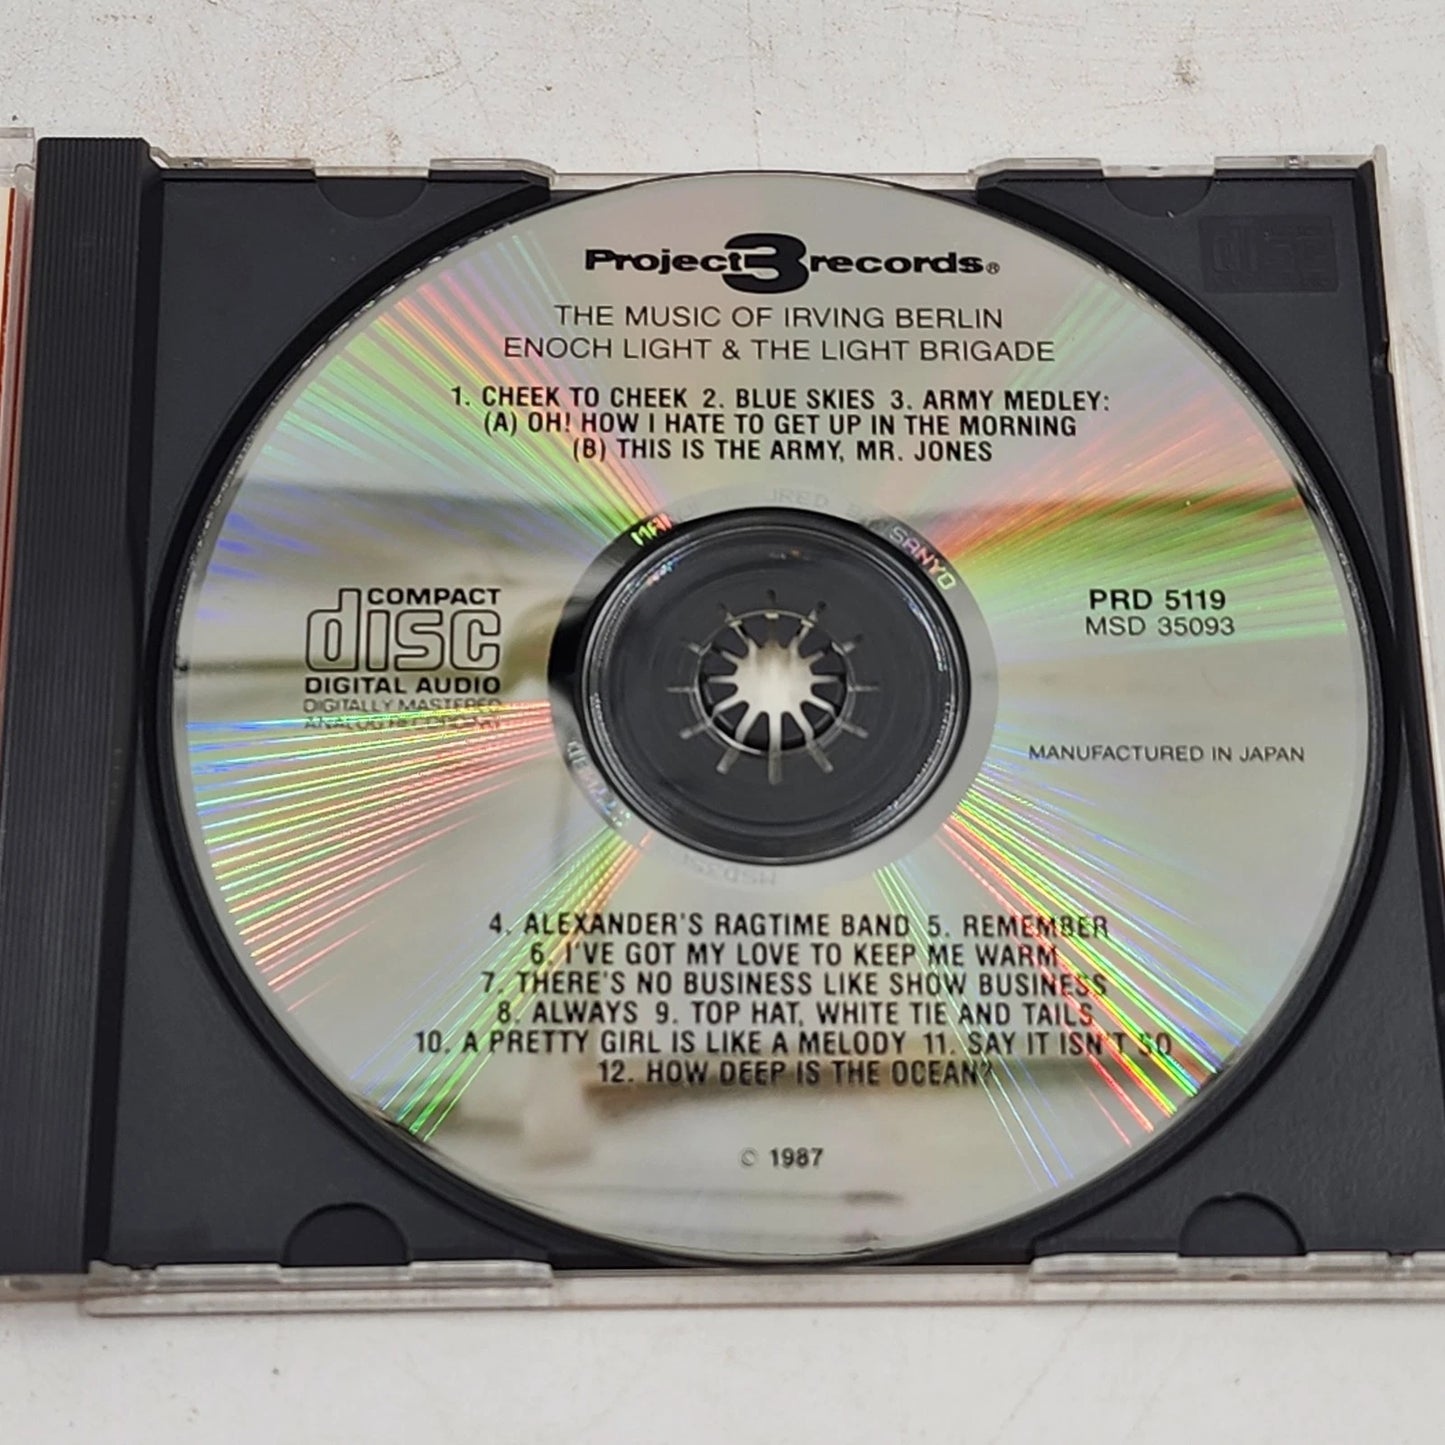 Project 3 records®
THE MUSIC OF IRVING BERLIN
ENOCH LIGHT & THE LIGHT BRIGADE
1. CHEEK TO CHEEK 2. BLUE SKIES 3. ARMY MEDLEY:
(A) OH! HOW I HATE TO GET UP IN THE MORNING
(B) THIS IS THE ARMY, MR. JONES
SANYO
COMPACT
disc
DIGITAL AUDIO
DIGITALLY MASTERED
ANALOG RECORDING
PRD 5119
MSD 35093
MANUFACTURED IN JAPAN
4. ALEXANDER'S RAGTIME BAND 5. REMEMBER
6. I'VE GOT MY LOVE TO KEEP ME WARM
7. THERE'S NO BUSINESS LIKE SHOW BUSINESS
8. ALWAYS 9. TOP HAT, WHITE TIE AND TAILS
10. A PRETTY GIRL IS LIKE A MELODY 11. SAY IT ISN'T SO
12. HOW DEEP IS THE OCEAN?
© 1987